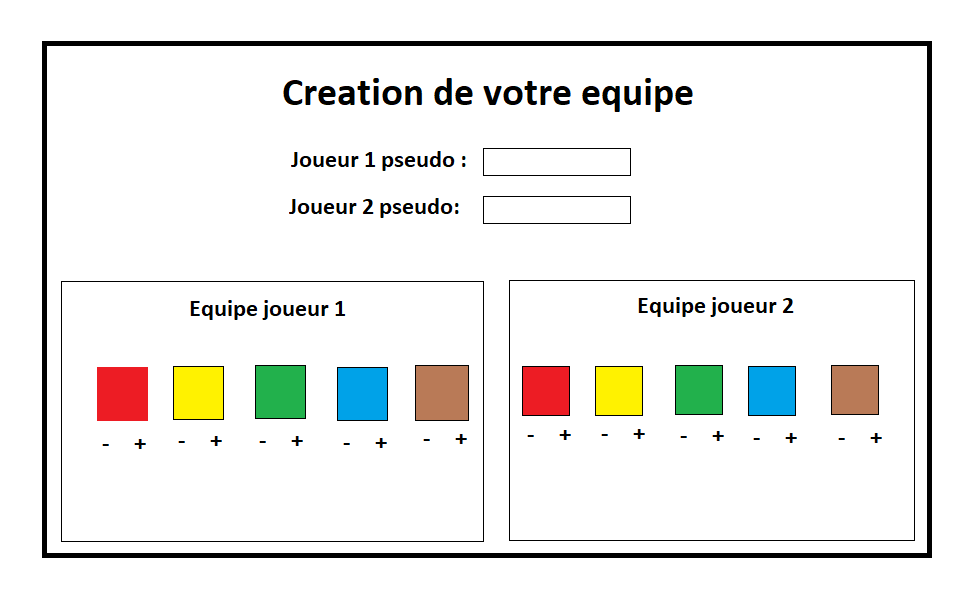 Creation de votre equipe
Joueur 1 pseudo :
Joueur 2 pseudo:
Equipe joueur 1
- + - + - + - + - +
Equipe joueur 2
- + - + - + - + - +